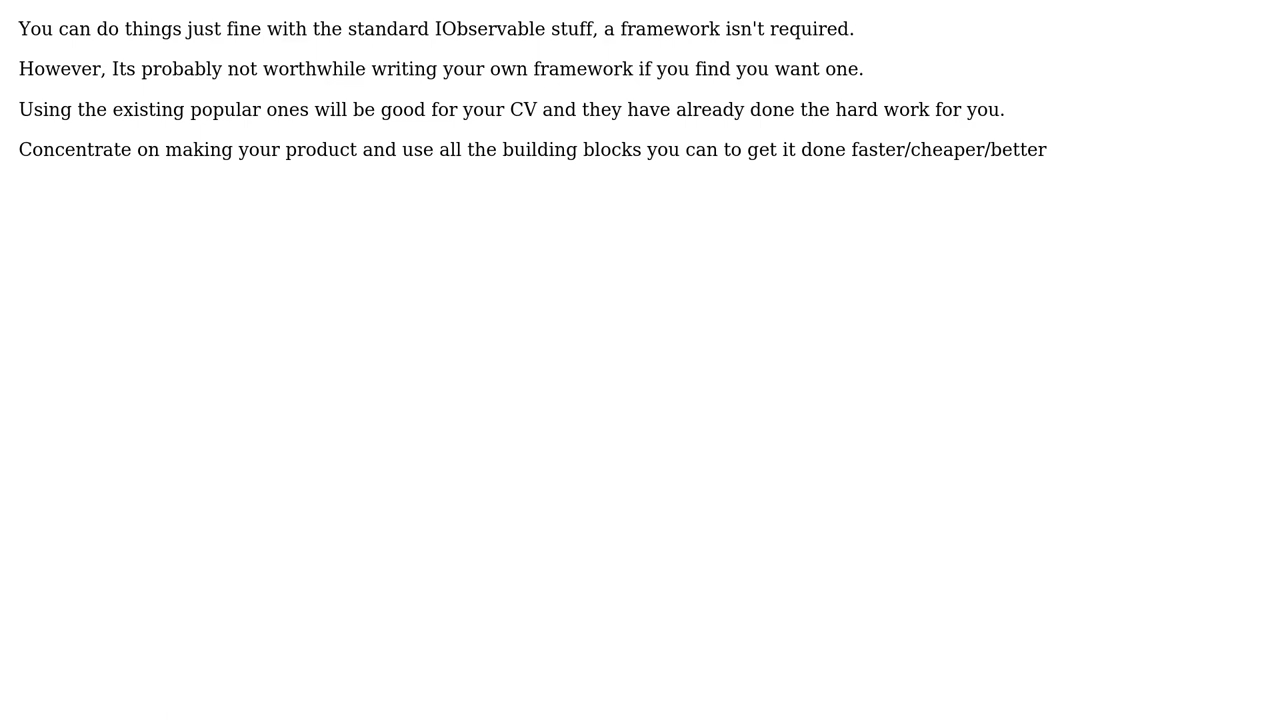 You can do things just fine with the standard IObservable stuff, a framework isn't required.
However, Its probably not worthwhile writing your own framework if you find you want one.
Using the existing popular ones will be good for your CV and they have already done the hard work for you.
Concentrate on making your product and use all the building blocks you can to get it done faster/cheaper/better